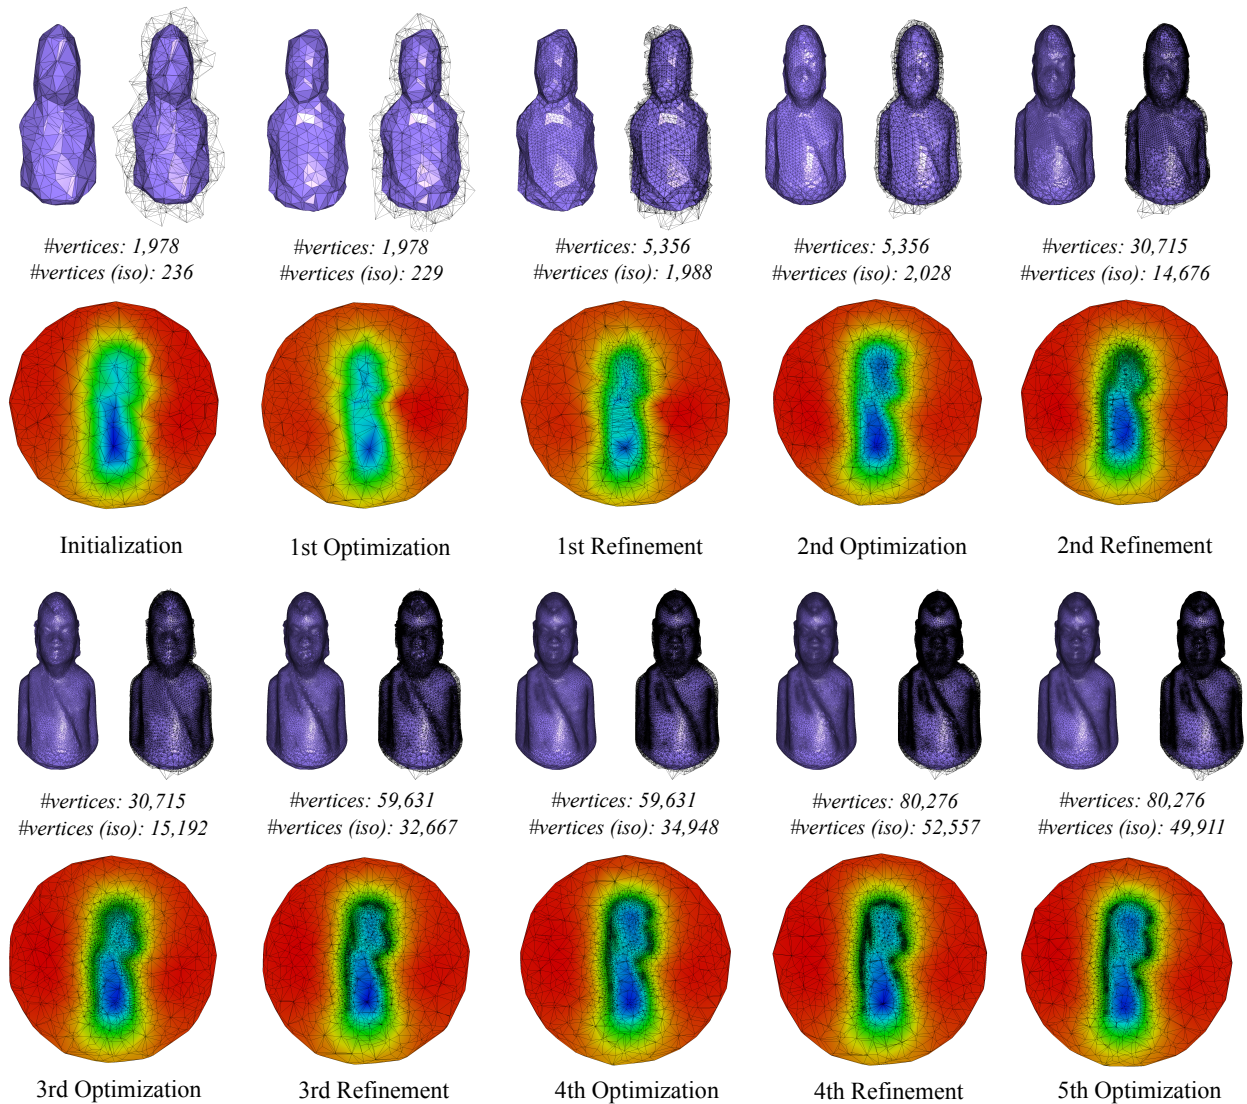 #vertices: 1,978
#vertices (iso): 236
#vertices: 1,978
#vertices (iso): 229
#vertices: 5,356
#vertices (iso): 1,988
#vertices: 5,356
#vertices (iso): 2,028
#vertices: 30,715
#vertices (iso): 14,676
Initialization
1st Optimization
1st Refinement
2nd Optimization
2nd Refinement
#vertices: 30,715
#vertices (iso): 15,192
#vertices: 59,631
#vertices (iso): 32,667
#vertices: 59,631
#vertices (iso): 34,948
#vertices: 80,276
#vertices (iso): 52,557
#vertices: 80,276
#vertices (iso): 49,911
3rd Optimization
3rd Refinement
4th Optimization
4th Refinement
5th Optimization